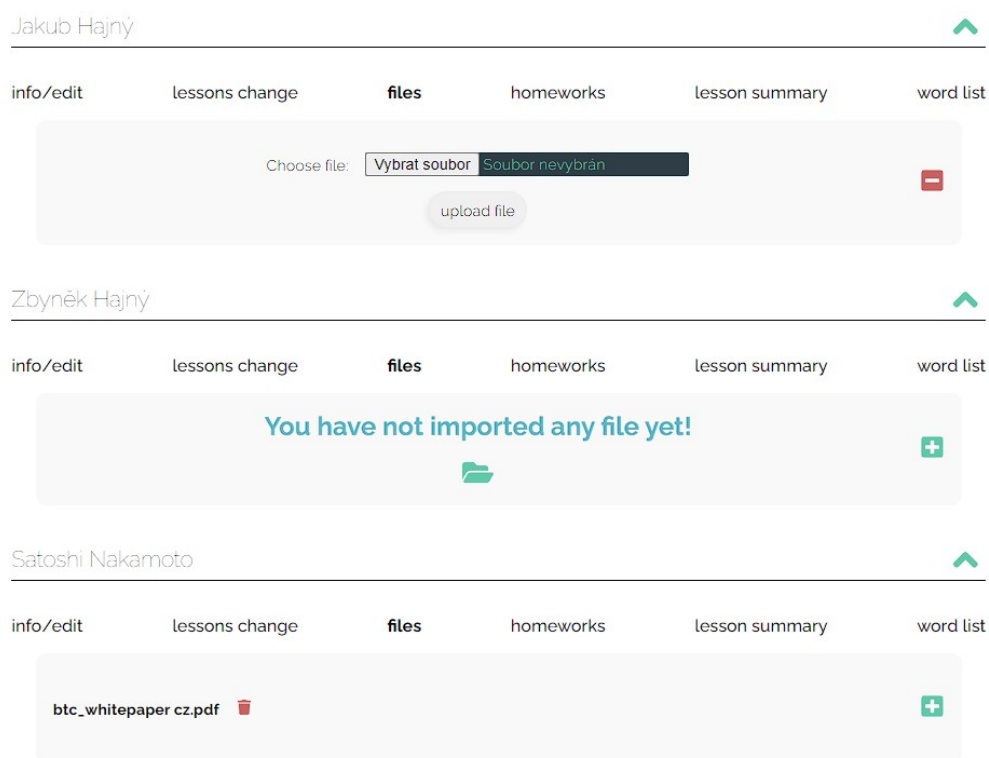 Jakub Hajný
info/edit lessons change files homeworks lesson summary word list
Choose file: Vybrat soubor Soubor nevybrán
upload file
Zbyněk Hajný
info/edit lessons change files homeworks lesson summary word list
You have not imported any file yet!
Satoshi Nakamoto
info/edit lessons change files homeworks lesson summary word list
btc_whitepaper cz.pdf